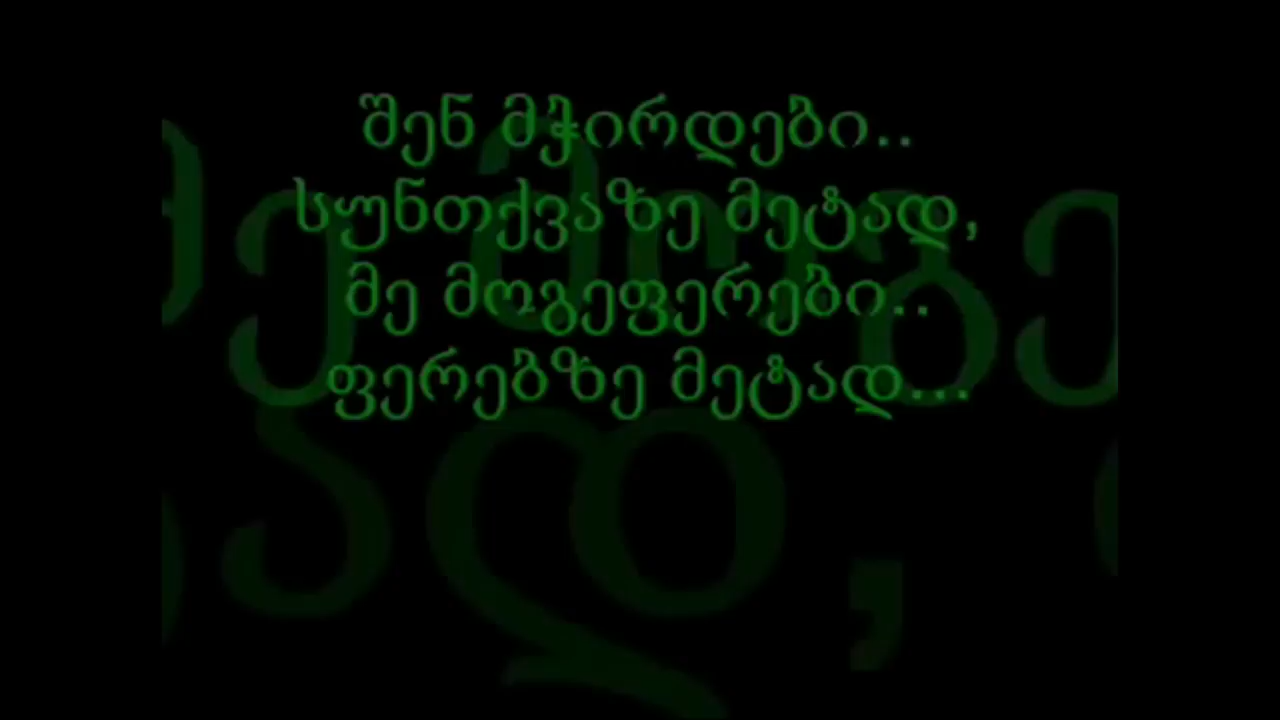 შენ მჭირდები..
სუნთქვაზე მეტად,
მე მოგეფერები..
ფერებზე მეტად...